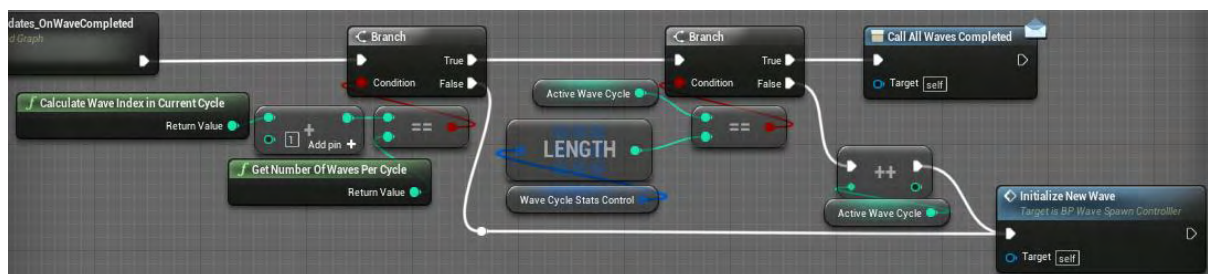 dates_OnWaveCompleted
d Graph
Branch
True
Condition
False
Branch
True
Condition
False
Call All Waves Completed
Target self
Calculate Wave Index in Current Cycle
Return Value
+
1
Add pin +
==
Get Number Of Waves Per Cycle
Return Value
Active Wave Cycle
LENGTH
==
Wave Cycle Stats Control
++
Active Wave Cycle
Initialize New Wave
Target is BP Wave Spawn Controlller
Target self